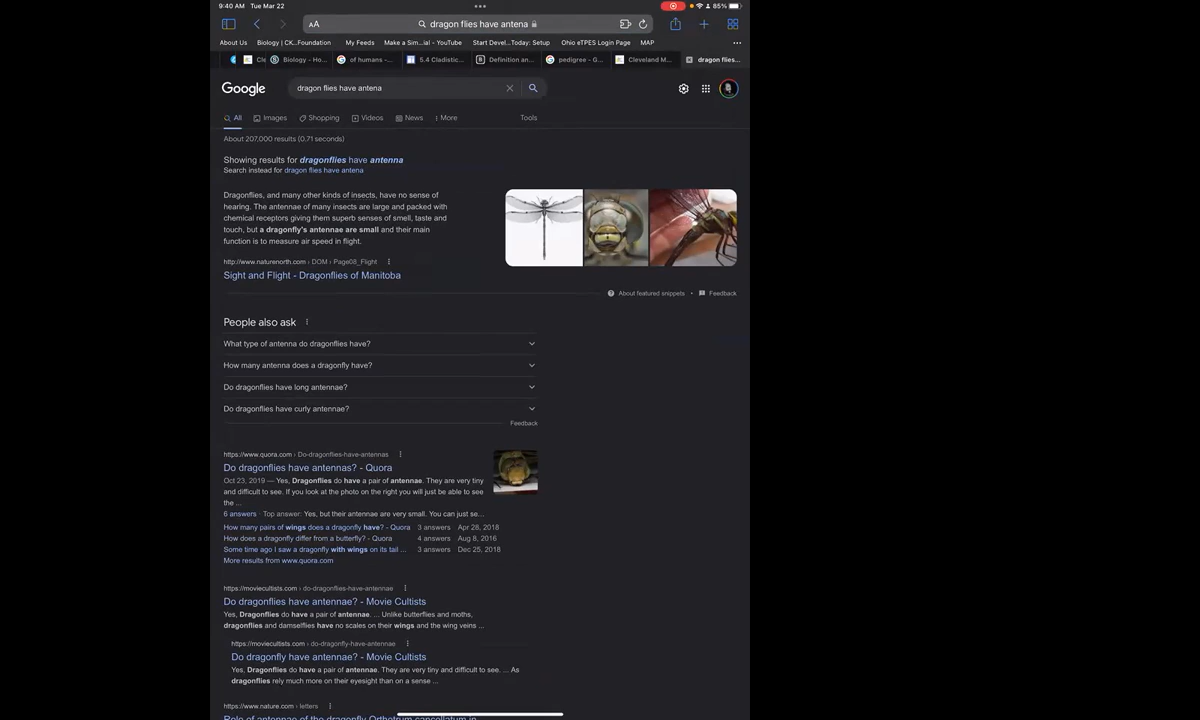 9:40 AM Tue Mar 22
85%
AA dragon flies have antena
About Us Biology | CK...Foundation My Feeds Make a Sim...ial - YouTube Start Devel...Today: Setup Ohio eTPES Login Page MAP
Cle Biology - Ho... of humans -... 5.4 Cladistic... Definition an... pedigree - G... Cleveland M... dragon flies...
Google dragon flies have antena
All Images Shopping Videos News More Tools
About 207,000 results (0.71 seconds)
Showing results for dragonflies have antenna
Search instead for dragon flies have antena
Dragonflies, and many other kinds of insects, have no sense of
hearing. The antennae of many insects are large and packed with
chemical receptors giving them superb senses of smell, taste and
touch, but a dragonfly's antennae are small and their main
function is to measure air speed in flight.
http://www.naturenorth.com › DOM › Page08_Flight
Sight and Flight - Dragonflies of Manitoba
About featured snippets • Feedback
People also ask
What type of antenna do dragonflies have?
How many antenna does a dragonfly have?
Do dragonflies have long antennae?
Do dragonflies have curly antennae?
Feedback
https://www.quora.com › Do-dragonflies-have-antennas
Do dragonflies have antennas? - Quora
Oct 23, 2019 — Yes, Dragonflies do have a pair of antennae. They are very tiny
and difficult to see. If you look at the photo on the right you will just be able to see
the ...
6 answers · Top answer: Yes, but their antennae are very small. You can just se...
How many pairs of wings does a dragonfly have? - Quora 3 answers Apr 28, 2018
How does a dragonfly differ from a butterfly? - Quora 4 answers Aug 8, 2016
Some time ago I saw a dragonfly with wings on its tail ... 3 answers Dec 25, 2018
More results from www.quora.com
https://moviecultists.com › do-dragonflies-have-antennae
Do dragonflies have antennae? - Movie Cultists
Yes, Dragonflies do have a pair of antennae. ... Unlike butterflies and moths,
dragonflies and damselflies have no scales on their wings and the wing veins ...
https://moviecultists.com › do-dragonfly-have-antennae
Do dragonfly have antennae? - Movie Cultists
Yes, Dragonflies do have a pair of antennae. They are very tiny and difficult to see. ... As
dragonflies rely much more on their eyesight than on a sense ...
https://www.nature.com › letters
Role of antennae of the dragonfly Orthetrum cancellatum in